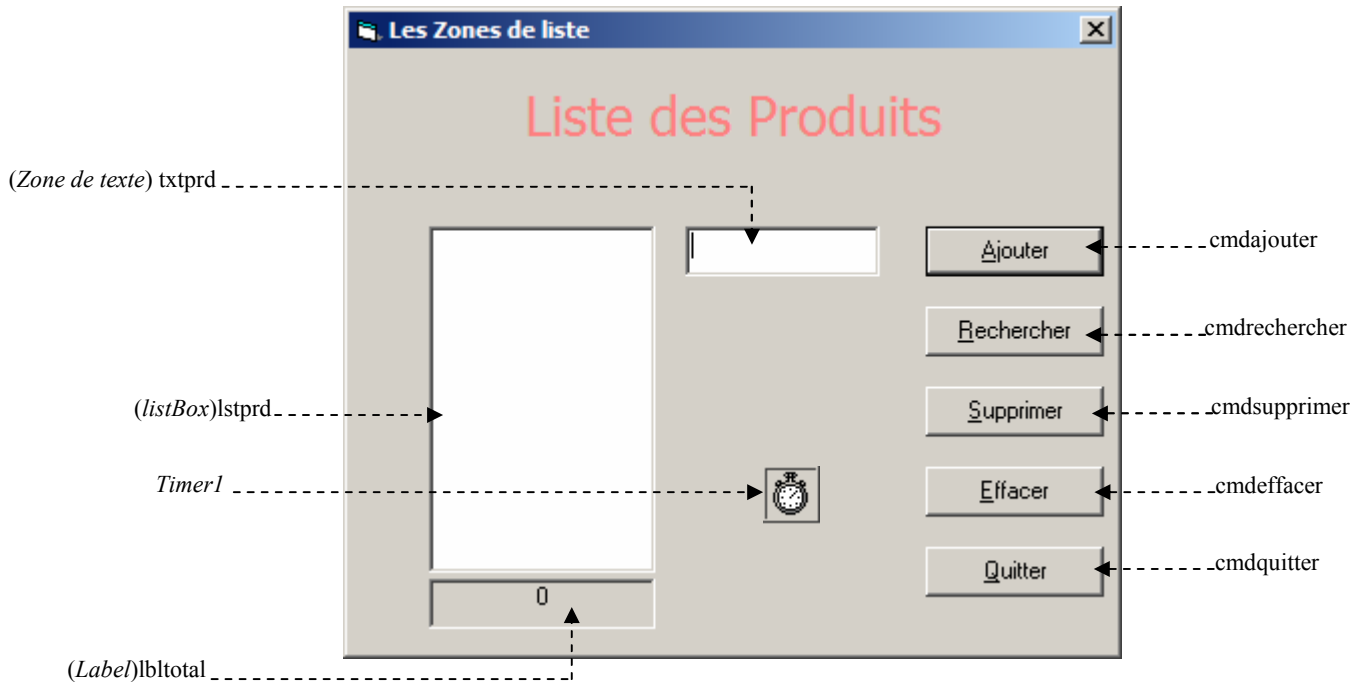 Les Zones de liste
Liste des Produits
(Zone de texte) txtprd
Ajouter
cmdajouter
Rechercher
cmdrechercher
(listBox)lstprd
Supprimer
cmdsupprimer
Timer1
Effacer
cmdeffacer
Quitter
cmdquitter
0
(Label)lbltotal